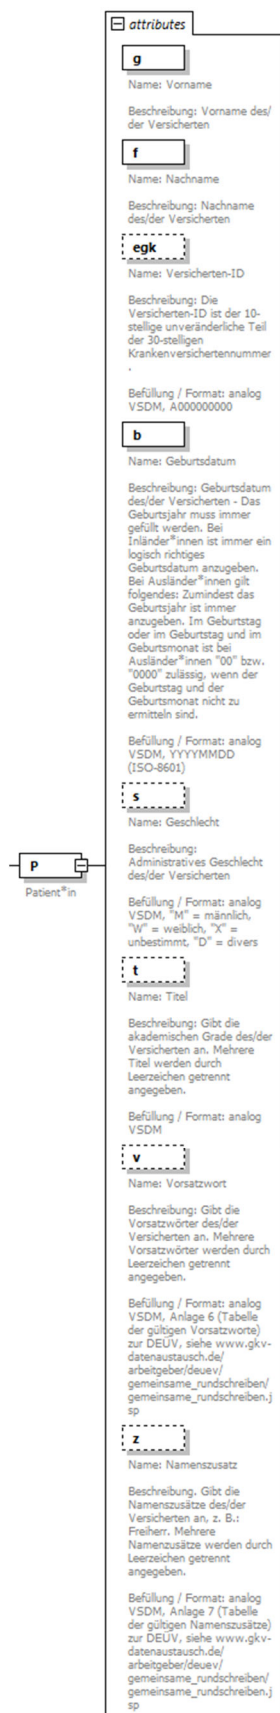 attributes
g
Name: Vorname
Beschreibung: Vorname des/
der Versicherten
f
Name: Nachname
Beschreibung: Nachname
des/der Versicherten
egk
Name: Versicherten-ID
Beschreibung: Die
Versicherten-ID ist der 10-
stellige unveränderliche Teil
der 30-stelligen
Krankenversichertennummer
.
Befüllung / Format: analog
VSDM, A000000000
b
Name: Geburtsdatum
Beschreibung: Geburtsdatum
des/der Versicherten - Das
Geburtsjahr muss immer
gefüllt werden. Bei
Inländer*innen ist immer ein
logisch richtiges
Geburtsdatum anzugeben.
Bei Ausländer*innen gilt
folgendes: Zumindest das
Geburtsjahr ist immer
anzugeben. Im Geburtstag
oder im Geburtstag und im
Geburtsmonat ist bei
Ausländer*innen "00" bzw.
"0000" zulässig, wenn der
Geburtstag und der
Geburtsmonat nicht zu
ermitteln sind.
Befüllung / Format: analog
VSDM, YYYYMMDD
(ISO-8601)
s
Name: Geschlecht
Beschreibung:
Administratives Geschlecht
des/der Versicherten
Befüllung / Format: analog
VSDM, "M" = männlich,
"W" = weiblich, "X" =
unbestimmt, "D" = divers
P
Patient*in
t
Name: Titel
Beschreibung: Gibt die
akademischen Grade des/der
Versicherten an. Mehrere
Titel werden durch
Leerzeichen getrennt
angegeben.
Befüllung / Format: analog
VSDM
v
Name: Vorsatzwort
Beschreibung: Gibt die
Vorsatzwörter des/der
Versicherten an. Mehrere
Vorsatzwörter werden durch
Leerzeichen getrennt
angegeben.
Befüllung / Format: analog
VSDM, Anlage 6 (Tabelle
der gültigen Vorsatzworte)
zur DEÜV, siehe www.gkv-
datenaustausch.de/
arbeitgeber/deuev/
gemeinsame_rundschreiben/
gemeinsame_rundschreiben.j
sp
z
Name: Namenszusatz
Beschreibung. Gibt die
Namenszusätze des/der
Versicherten an, z. B.:
Freiherr. Mehrere
Namenzusätze werden durch
Leerzeichen getrennt
angegeben.
Befüllung / Format: analog
VSDM, Anlage 7 (Tabelle
der gültigen Namenszusätze)
zur DEÜV, siehe www.gkv-
datenaustausch.de/
arbeitgeber/deuev/
gemeinsame_rundschreiben/
gemeinsame_rundschreiben.j
sp